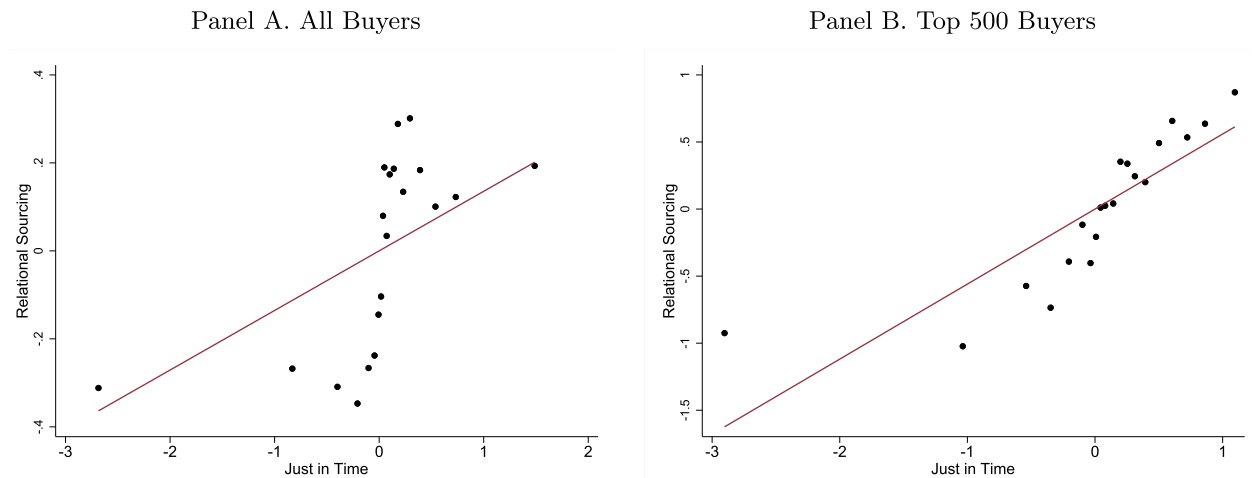 Panel A. All Buyers
.4
.2
0
-.2
-.4
Relational Sourcing
-3 -2 -1 0 1 2
Just in Time
Panel B. Top 500 Buyers
1
.5
0
-.5
-1
-1.5
Relational Sourcing
-3 -2 -1 0 1
Just in Time